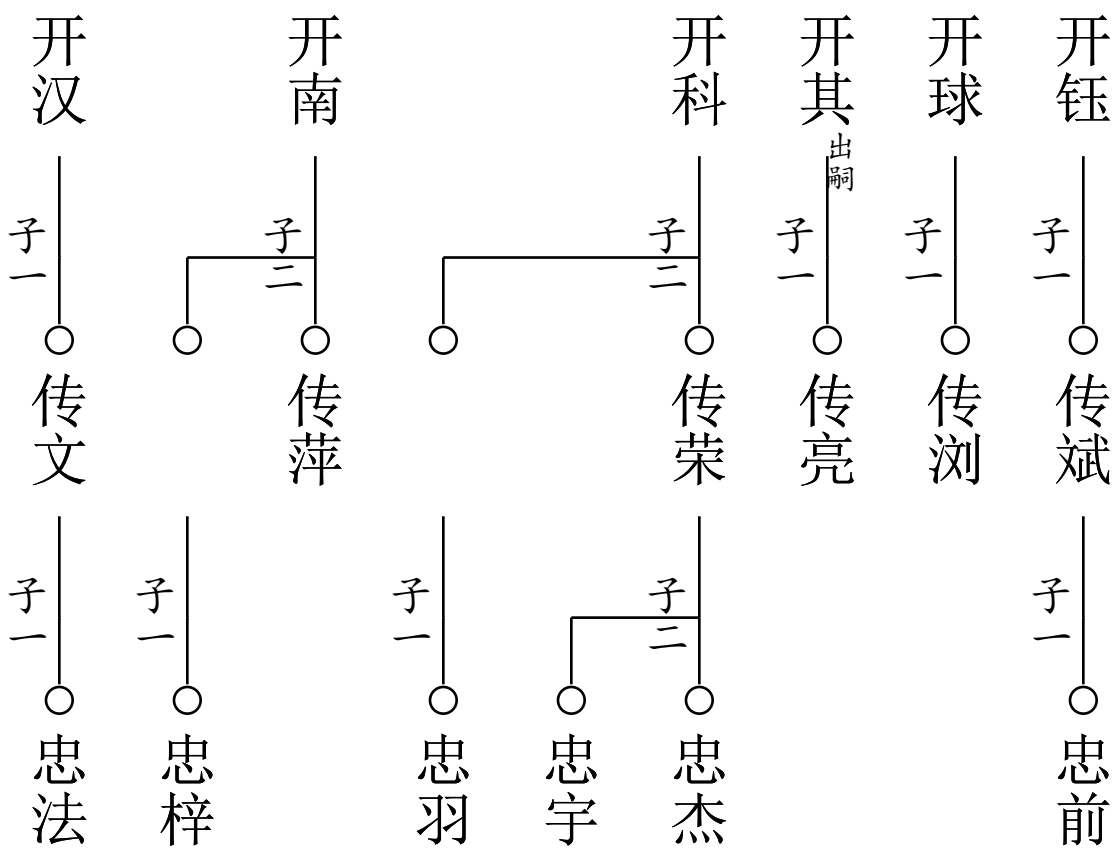 开钰
开球
开其
出嗣
开科
开南
开汉
子一
子一
子一
子二
子二
子一
传斌
传浏
传亮
传荣
传萍
传文
子一
子二
子一
子一
子一
忠前
忠杰
忠宇
忠羽
忠梓
忠法